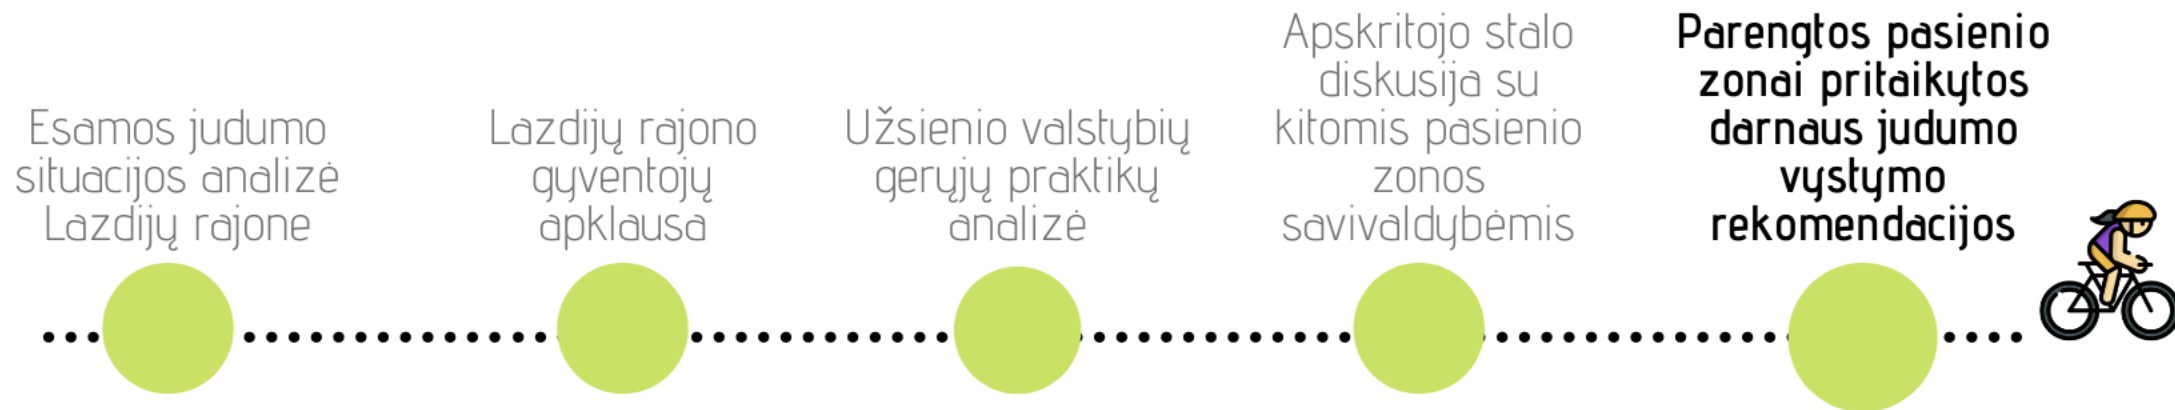 Esamos judumo
situacijos analizė
Lazdijų rajone
Lazdijų rajono
gyventojų
apklausa
Užsienio valstybių
gerųjų praktikų
analizė
Apskritojo stalo
diskusija su
kitomis pasienio
zonos
savivaldybėmis
Parengtos pasienio
zonai pritaikytos
darnaus judumo
vystymo
rekomendacijos